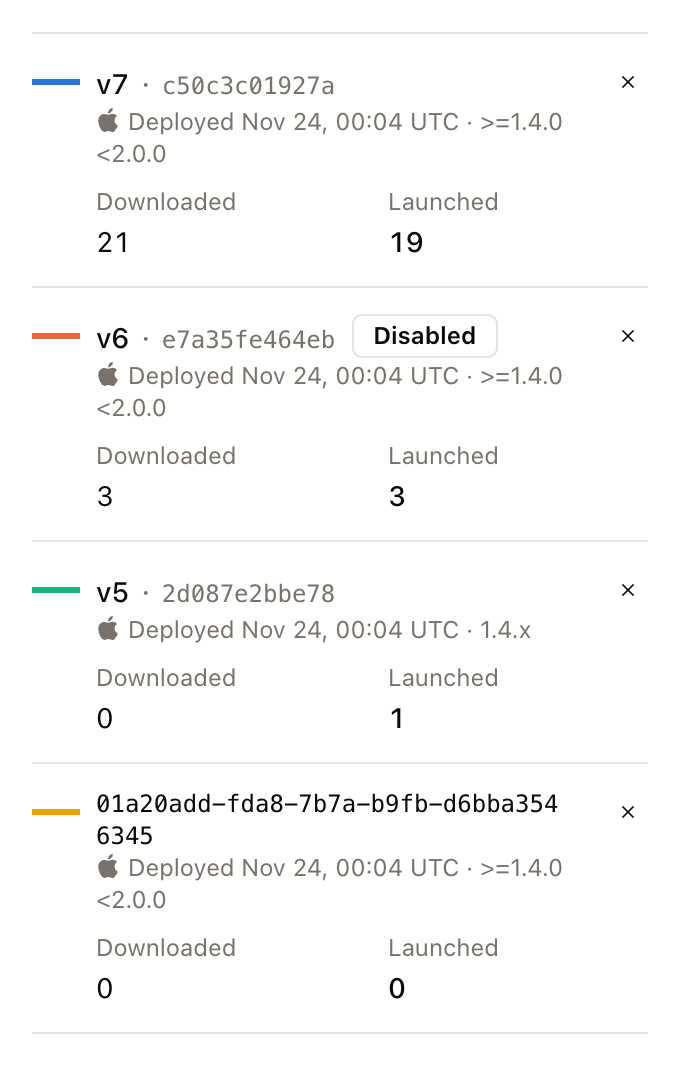 v7 · c50c3c01927a
Deployed Nov 24, 00:04 UTC · >=1.4.0
<2.0.0
Downloaded Launched
21 19
v6 · e7a35fe464eb Disabled
Deployed Nov 24, 00:04 UTC · >=1.4.0
<2.0.0
Downloaded Launched
3 3
v5 · 2d087e2bbe78
Deployed Nov 24, 00:04 UTC · 1.4.x
Downloaded Launched
0 1
01a20add-fda8-7b7a-b9fb-d6bba354
6345
Deployed Nov 24, 00:04 UTC · >=1.4.0
<2.0.0
Downloaded Launched
0 0